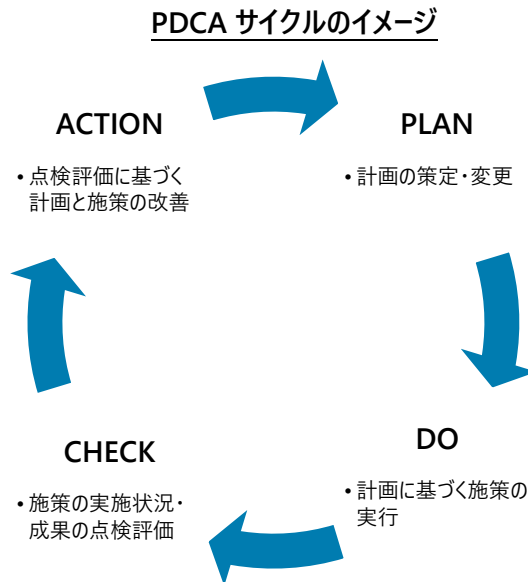 PDCA サイクルのイメージ
ACTION
• 点検評価に基づく
計画と施策の改善
PLAN
• 計画の策定・変更
DO
• 計画に基づく施策の
実行
CHECK
• 施策の実施状況・
成果の点検評価